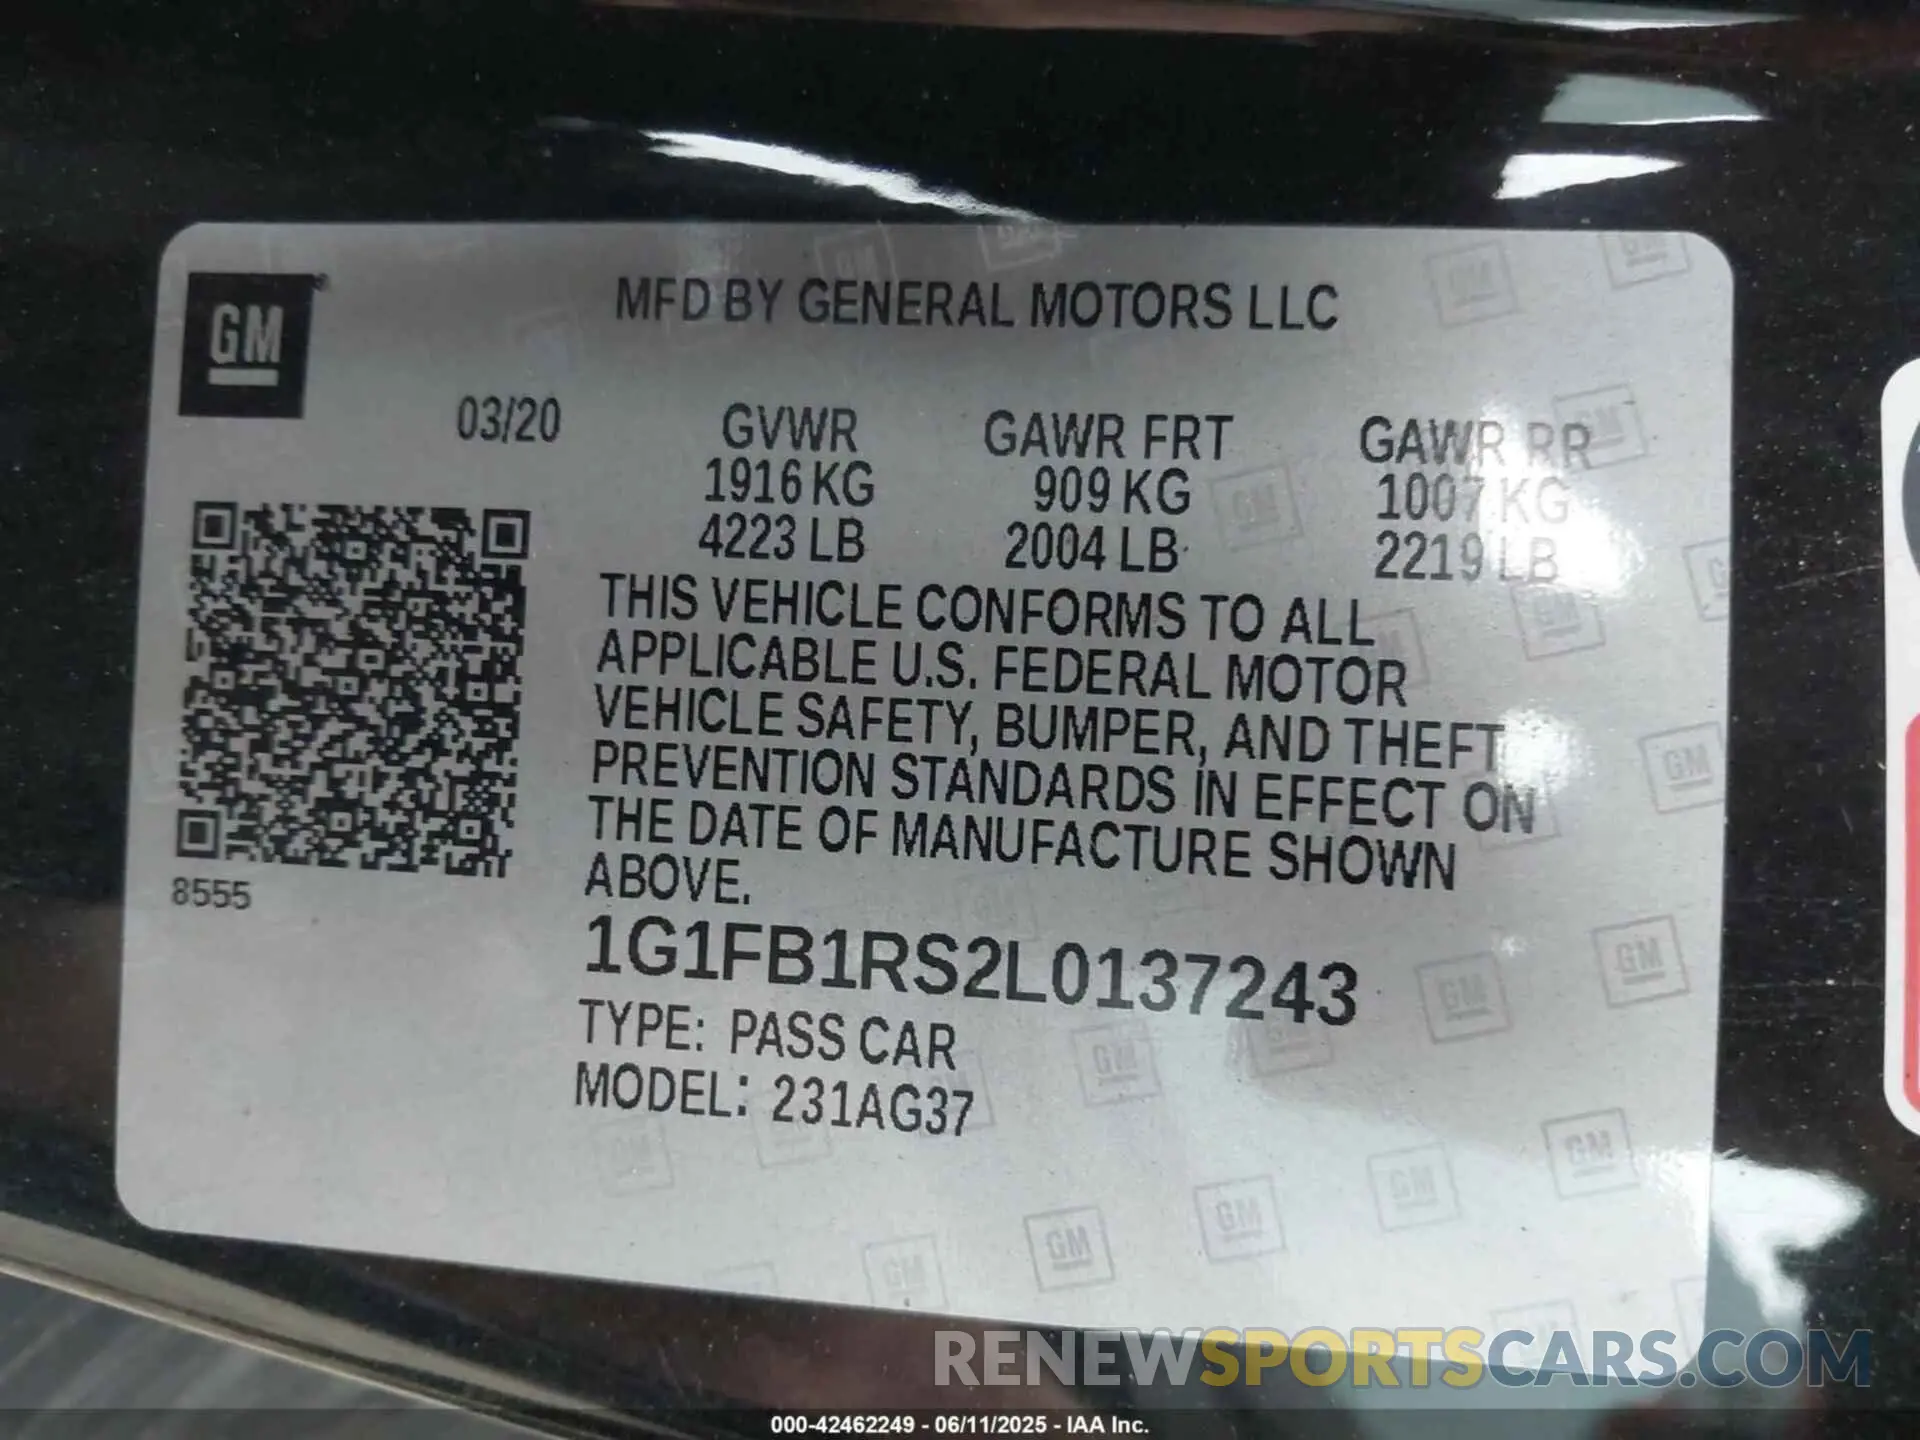 GM
MFD BY GENERAL MOTORS LLC
03/20 GVWR GAWR FRT GAWR RR
1916 KG 909 KG 1007 KG
4223 LB 2004 LB 2219 LB
THIS VEHICLE CONFORMS TO ALL
APPLICABLE U.S. FEDERAL MOTOR
VEHICLE SAFETY, BUMPER, AND THEFT
PREVENTION STANDARDS IN EFFECT ON
THE DATE OF MANUFACTURE SHOWN
ABOVE.
8555
1G1FB1RS2L0137243
TYPE: PASS CAR
MODEL: 231AG37
RENEWSPORTSCARS.COM
000-42462249 - 06/11/2025 - IAA Inc.